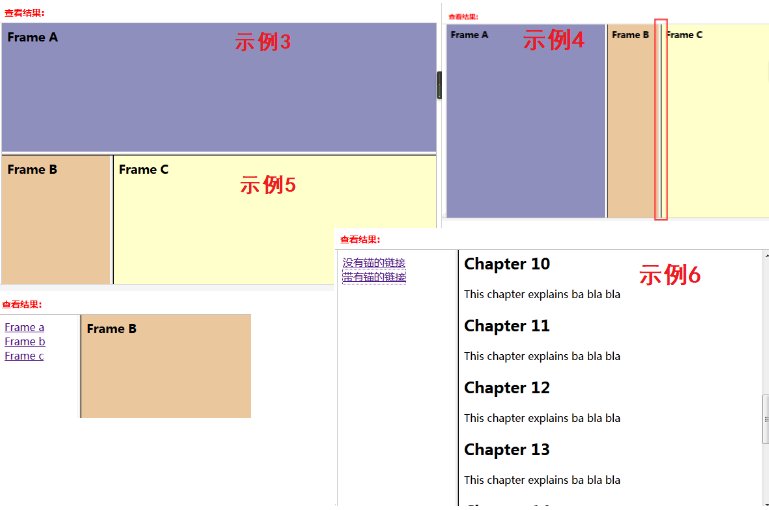 查看结果:
Frame A
示例3
Frame B
Frame C
示例5
查看结果:
Frame A
示例4
Frame B
Frame C
查看结果:
Frame a
Frame b
Frame c
Frame B
查看结果:
没有锚的链接
带有锚的链接
示例6
Chapter 10
This chapter explains ba bla bla
Chapter 11
This chapter explains ba bla bla
Chapter 12
This chapter explains ba bla bla
Chapter 13
This chapter explains ba bla bla